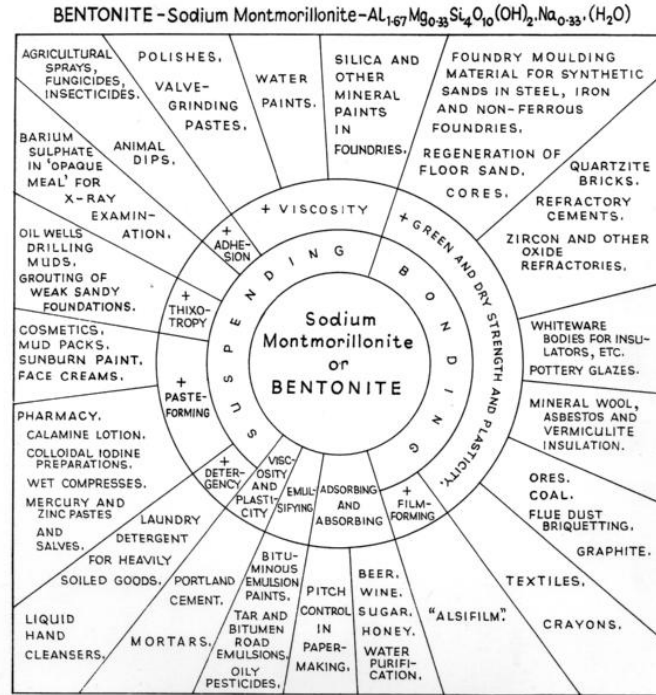 BENTONITE - Sodium Montmorillonite - Al1·67Mg0·33Si4O10(OH)2.Na0·33.(H2O)
AGRICULTURAL
SPRAYS,
FUNGICIDES,
INSECTICIDES.
POLISHES.
VALVE-
GRINDING
PASTES.
WATER
PAINTS.
SILICA AND
OTHER
MINERAL
PAINTS
IN
FOUNDRIES.
FOUNDRY MOULDING
MATERIAL FOR SYNTHETIC
SANDS IN STEEL, IRON
AND NON-FERROUS
FOUNDRIES.
REGENERATION OF
FLOOR SAND.
CORES.
BARIUM
SULPHATE
IN 'OPAQUE
MEAL' FOR
X-RAY
EXAMIN-
ATION.
ANIMAL
DIPS.
QUARTZITE
BRICKS.
REFRACTORY
CEMENTS.
ZIRCON AND OTHER
OXIDE
REFRACTORIES.
OIL WELLS
DRILLING
MUDS.
GROUTING OF
WEAK SANDY
FOUNDATIONS.
COSMETICS.
MUD PACKS.
SUNBURN PAINT.
FACE CREAMS.
WHITEWARE
BODIES FOR INSU-
LATORS, ETC.
POTTERY GLAZES.
MINERAL WOOL,
ASBESTOS AND
VERMICULITE
INSULATION.
+ VISCOSITY
+
ADHESION
+
THIXO-
TROPY
+
PASTE-
FORMING
+
DETER-
GENCY
VISC-
OSITY
AND
PLASTI-
CITY
EMUL-
SIFYING
ADSORBING
AND
ABSORBING
+
FILM-
FORMING
+ GREEN AND DRY STRENGTH AND PLASTICITY.
SUSPENDING
BONDING
Sodium
Montmorillonite
or
BENTONITE
PHARMACY.
CALAMINE LOTION.
COLLOIDAL IODINE
PREPARATIONS.
WET COMPRESSES.
MERCURY AND
ZINC PASTES
AND
SALVES.
LAUNDRY
DETERGENT
FOR HEAVILY
SOILED GOODS.
LIQUID
HAND
CLEANSERS.
PORTLAND
CEMENT.
MORTARS.
BITU-
MINOUS
EMULSION
PAINTS.
TAR AND
BITUMEN
ROAD
EMULSIONS.
OILY
PESTICIDES.
PITCH
CONTROL
IN
PAPER-
MAKING.
BEER.
WINE.
SUGAR.
HONEY.
WATER
PURIFI-
CATION.
"ALSIFILM".
TEXTILES.
CRAYONS.
ORES.
COAL.
FLUE DUST
BRIQUETTING.
GRAPHITE.